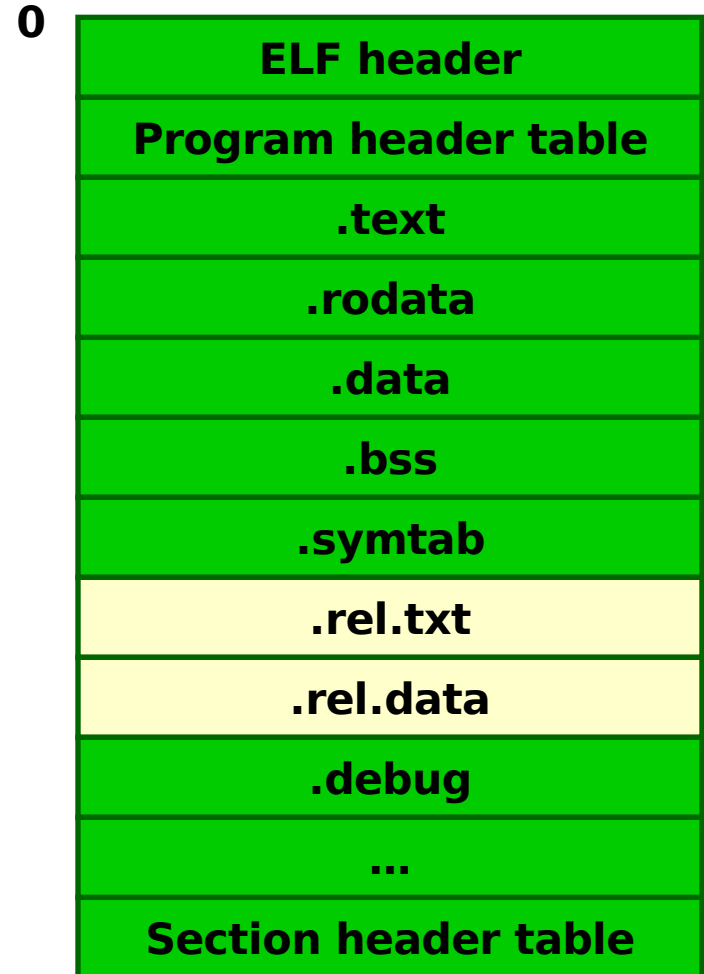 0
ELF header
Program header table
.text
.rodata
.data
.bss
.symtab
.rel.txt
.rel.data
.debug
…
Section header table